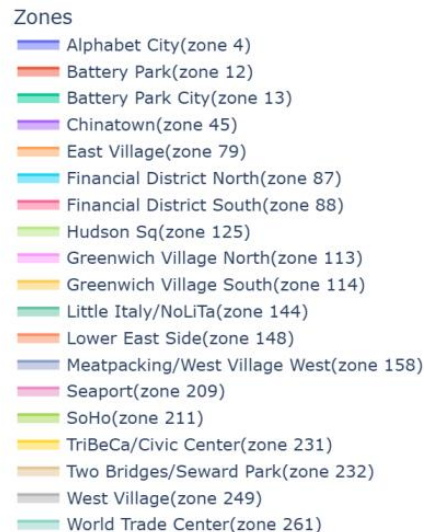 Zones
Alphabet City(zone 4)
Battery Park(zone 12)
Battery Park City(zone 13)
Chinatown(zone 45)
East Village(zone 79)
Financial District North(zone 87)
Financial District South(zone 88)
Hudson Sq(zone 125)
Greenwich Village North(zone 113)
Greenwich Village South(zone 114)
Little Italy/NoLiTa(zone 144)
Lower East Side(zone 148)
Meatpacking/West Village West(zone 158)
Seaport(zone 209)
SoHo(zone 211)
TriBeCa/Civic Center(zone 231)
Two Bridges/Seward Park(zone 232)
West Village(zone 249)
World Trade Center(zone 261)